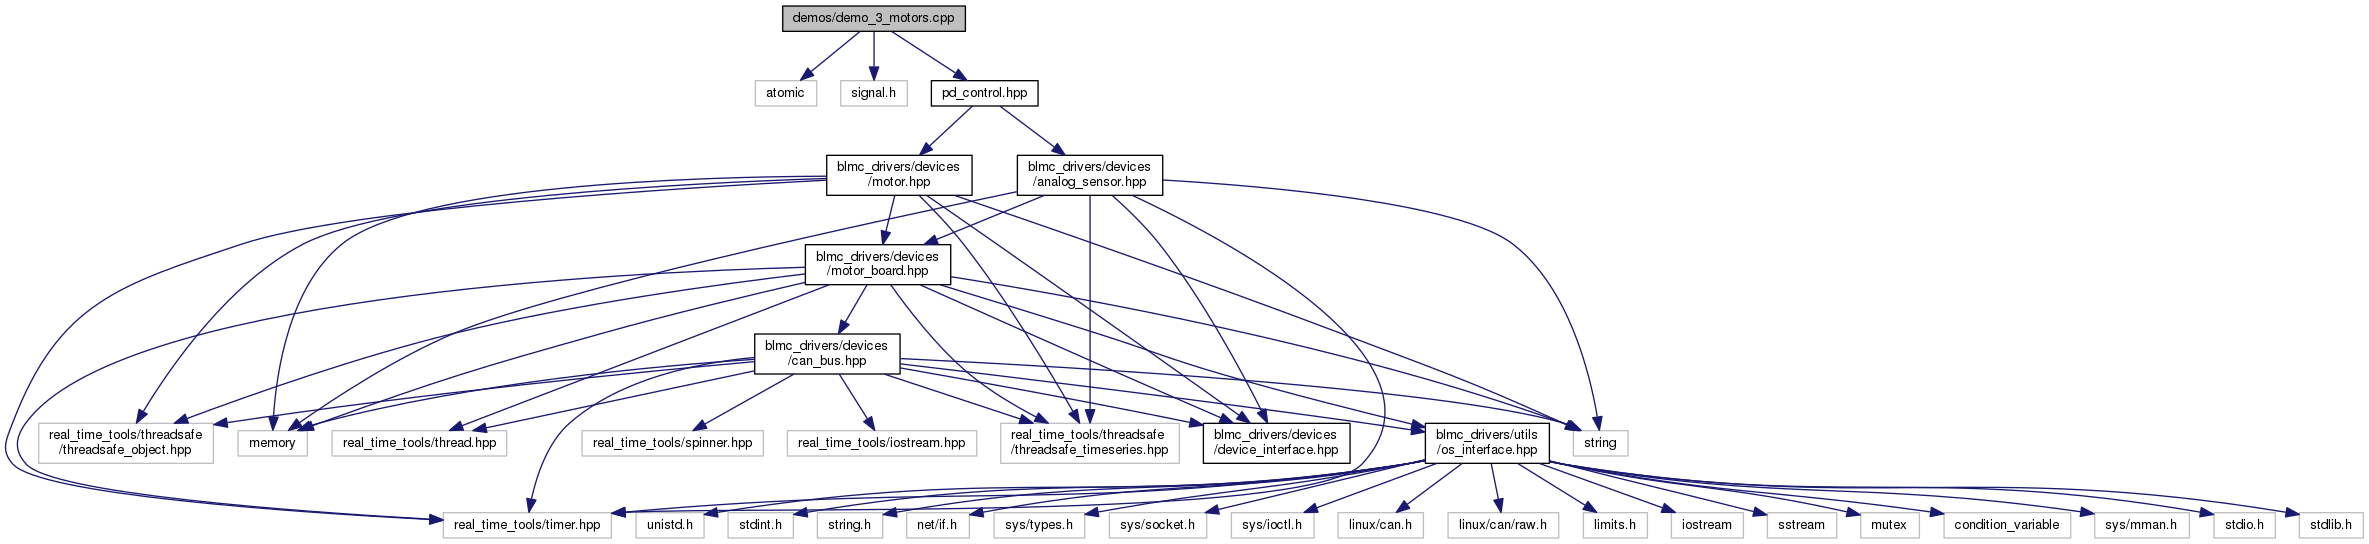 demos/demo_3_motors.cpp
atomic
signal.h
pd_control.hpp
blmc_drivers/devices
/motor.hpp
blmc_drivers/devices
/analog_sensor.hpp
blmc_drivers/devices
/motor_board.hpp
blmc_drivers/devices
/can_bus.hpp
real_time_tools/threadsafe
/threadsafe_object.hpp
memory
real_time_tools/thread.hpp
real_time_tools/spinner.hpp
real_time_tools/iostream.hpp
real_time_tools/threadsafe
/threadsafe_timeseries.hpp
blmc_drivers/devices
/device_interface.hpp
blmc_drivers/utils
/os_interface.hpp
string
real_time_tools/timer.hpp
unistd.h
stdint.h
string.h
net/if.h
sys/types.h
sys/socket.h
sys/ioctl.h
linux/can.h
linux/can/raw.h
limits.h
iostream
sstream
mutex
condition_variable
sys/mman.h
stdio.h
stdlib.h